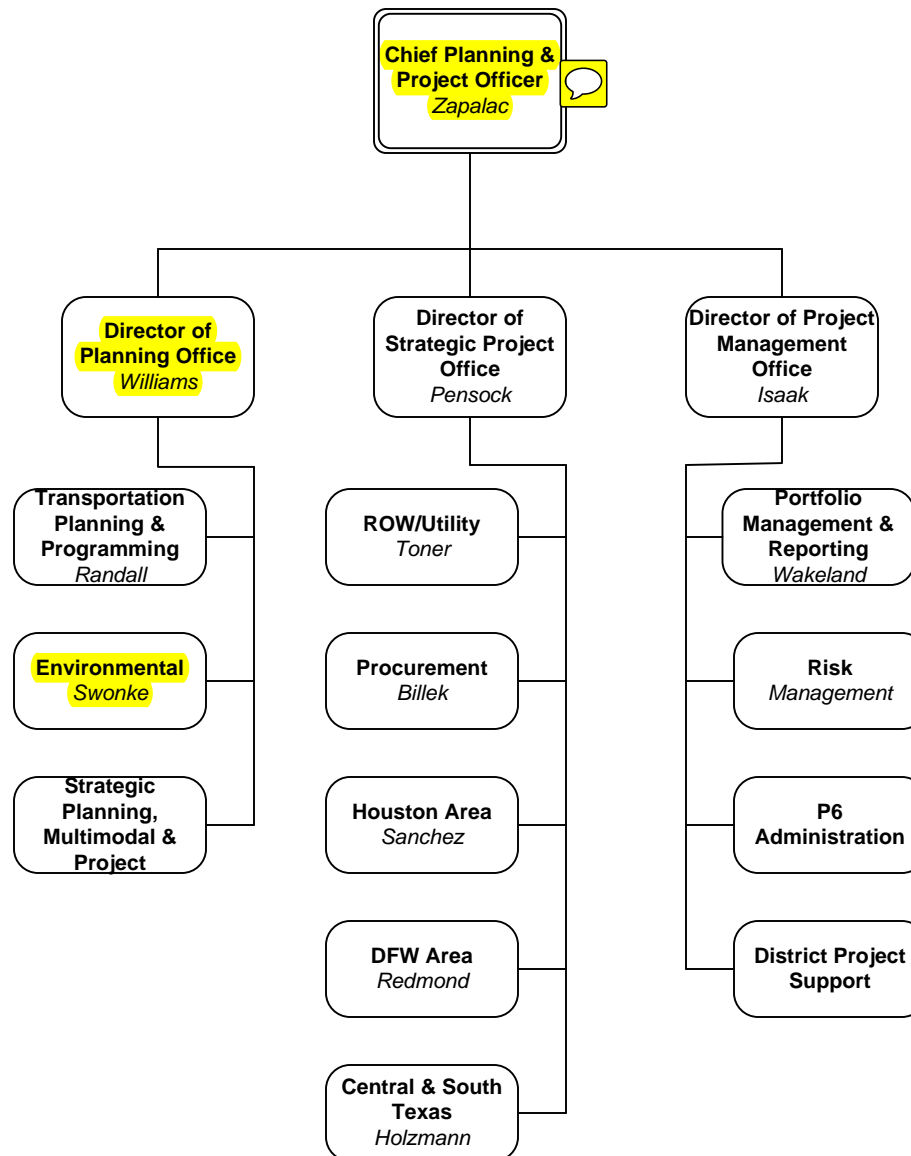 Chief Planning &
Project Officer
Zapalac
Director of
Planning Office
Williams
Director of
Strategic Project
Office
Pensock
Director of Project
Management
Office
Isaak
Transportation
Planning &
Programming
Randall
Environmental
Swonke
Strategic
Planning,
Multimodal &
Project
ROW/Utility
Toner
Procurement
Billek
Houston Area
Sanchez
DFW Area
Redmond
Central & South
Texas
Holzmann
Portfolio
Management &
Reporting
Wakeland
Risk
Management
P6
Administration
District Project
Support